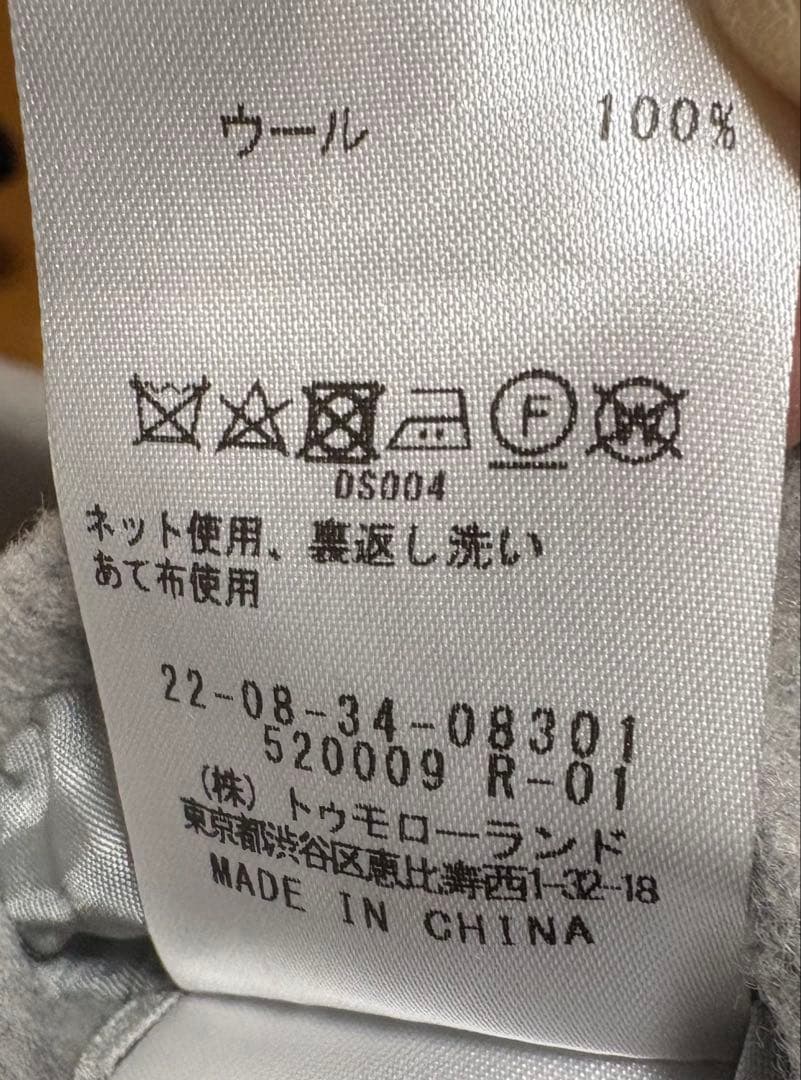 ウール 100%
F W
DS004
ネット使用、裏返し洗い
あて布使用
22-08-34-08301
520009 R-01
(株) トゥモローランド
東京都渋谷区恵比寿西1-32-18
MADE IN CHINA